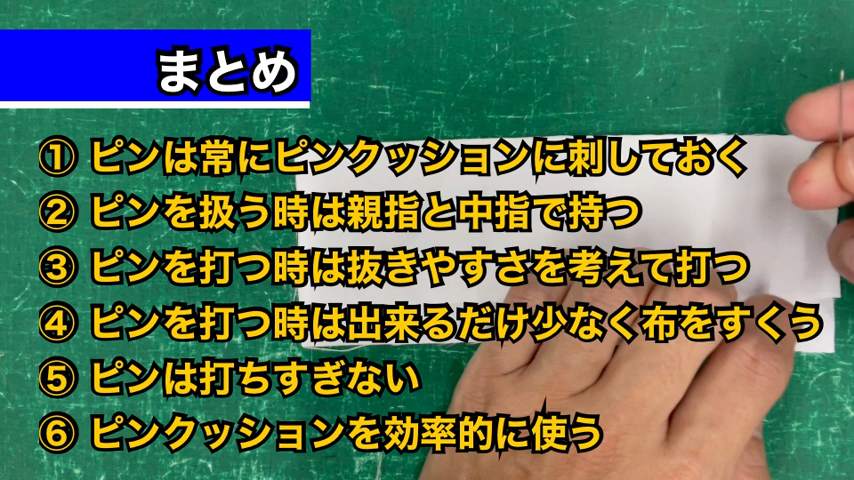 まとめ
① ピンは常にピンクッションに刺しておく
② ピンを扱う時は親指と中指で持つ
③ ピンを打つ時は抜きやすさを考えて打つ
④ ピンを打つ時は出来るだけ少なく布をすくう
⑤ ピンは打ちすぎない
⑥ ピンクッションを効率的に使う